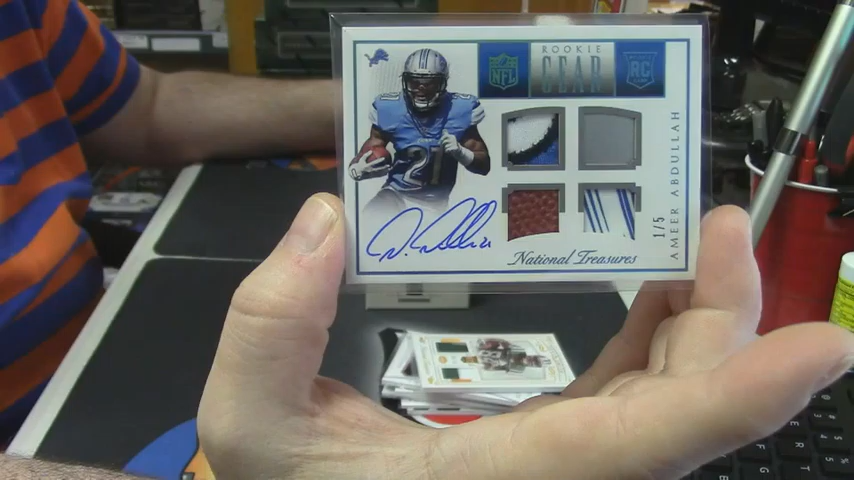 ROOKIE
GEAR
NFL
RC
21
AMEER ABDULLAH
1/5
National Treasures